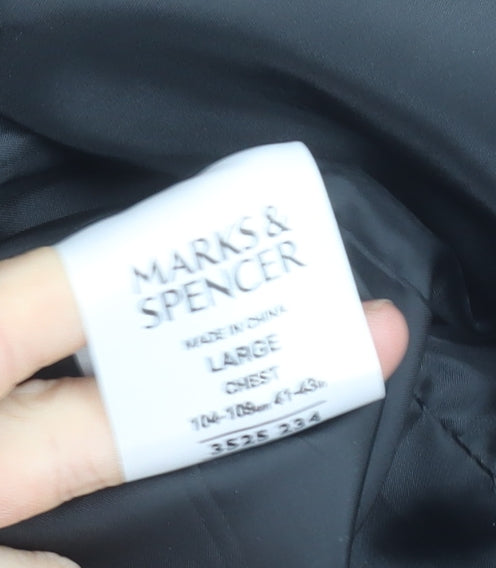 MARKS &
SPENCER
MADE IN CHINA
LARGE
CHEST
104-109cm 41-43in
3525 234